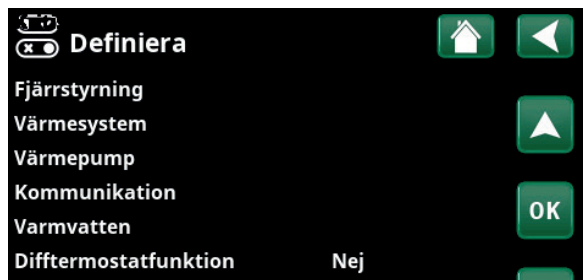 Definiera
Fjärrstyrning
Värmesystem
Värmepump
Kommunikation
Varmvatten
OK
Difftermostatfunktion Nej